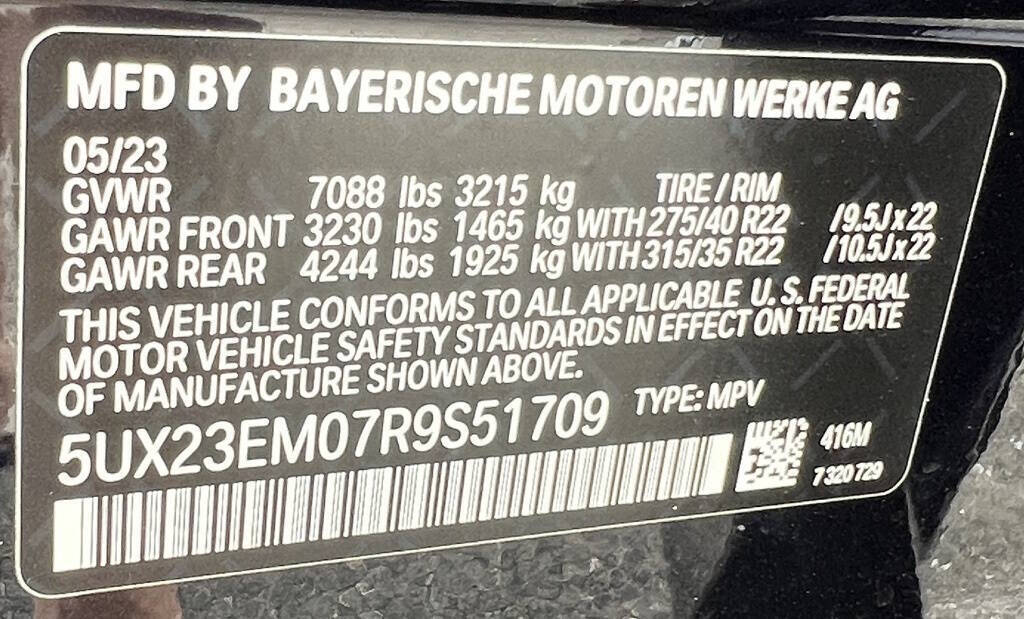 MFD BY BAYERISCHE MOTOREN WERKE AG
05/23
GVWR 7088 lbs 3215 kg TIRE / RIM
GAWR FRONT 3230 lbs 1465 kg WITH 275/40 R22 /9.5J x 22
GAWR REAR 4244 lbs 1925 kg WITH 315/35 R22 /10.5J x 22
THIS VEHICLE CONFORMS TO ALL APPLICABLE U. S. FEDERAL
MOTOR VEHICLE SAFETY STANDARDS IN EFFECT ON THE DATE
OF MANUFACTURE SHOWN ABOVE.
5UX23EM07R9S51709 TYPE: MPV
416M
7 320 729